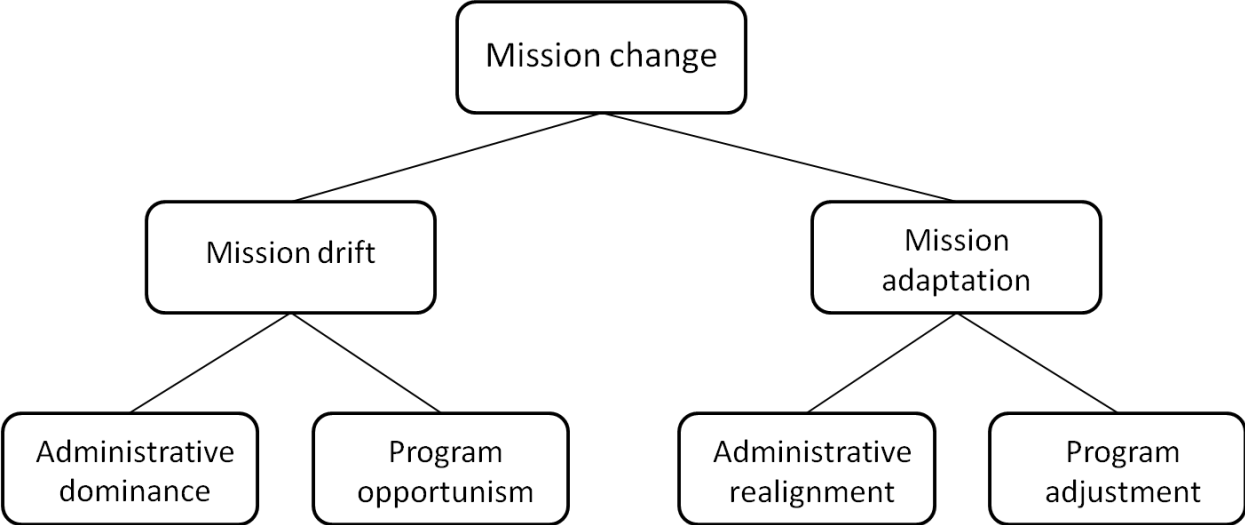 Mission change
Mission drift
Mission
adaptation
Administrative
dominance
Program
opportunism
Administrative
realignment
Program
adjustment